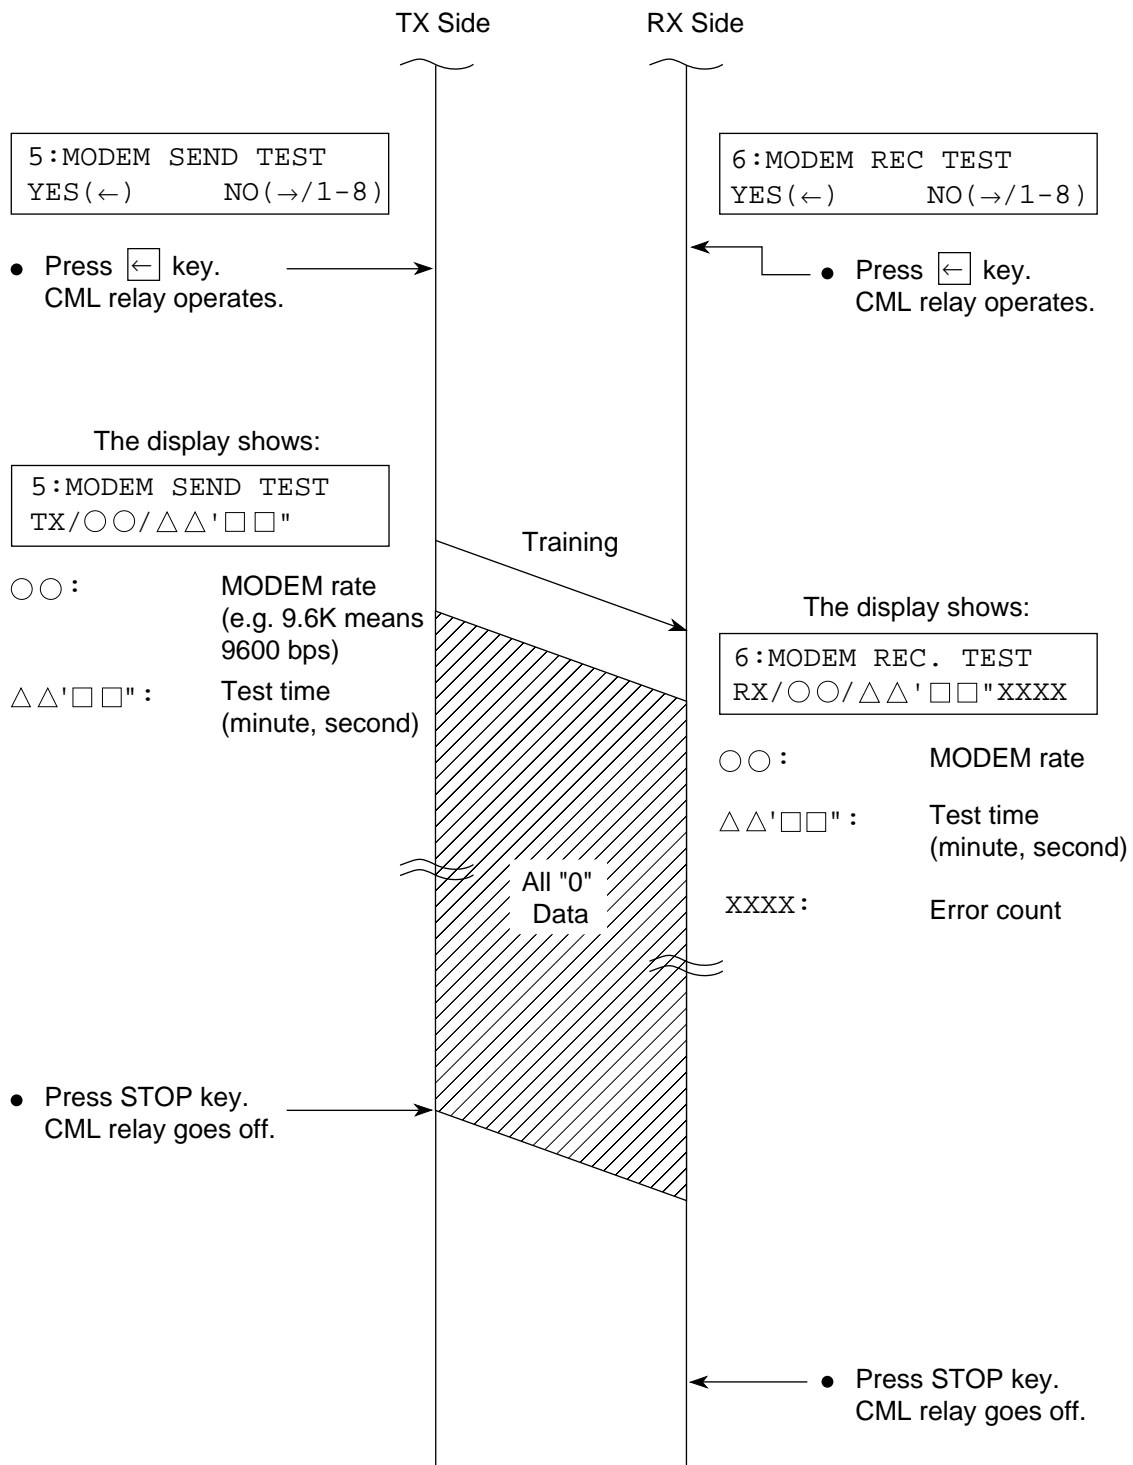 TX Side
RX Side
5:MODEM SEND TEST
YES(←) NO(→/1-8)
6:MODEM REC TEST
YES(←) NO(→/1-8)
● Press ← key.
CML relay operates.
● Press ← key.
CML relay operates.
The display shows:
5:MODEM SEND TEST
TX/○○/△△'□□"
Training
○○: MODEM rate
(e.g. 9.6K means
9600 bps)
△△'□□": Test time
(minute, second)
The display shows:
6:MODEM REC. TEST
RX/○○/△△'□□"XXXX
○○: MODEM rate
△△'□□": Test time
(minute, second)
XXXX: Error count
All "0"
Data
● Press STOP key.
CML relay goes off.
● Press STOP key.
CML relay goes off.